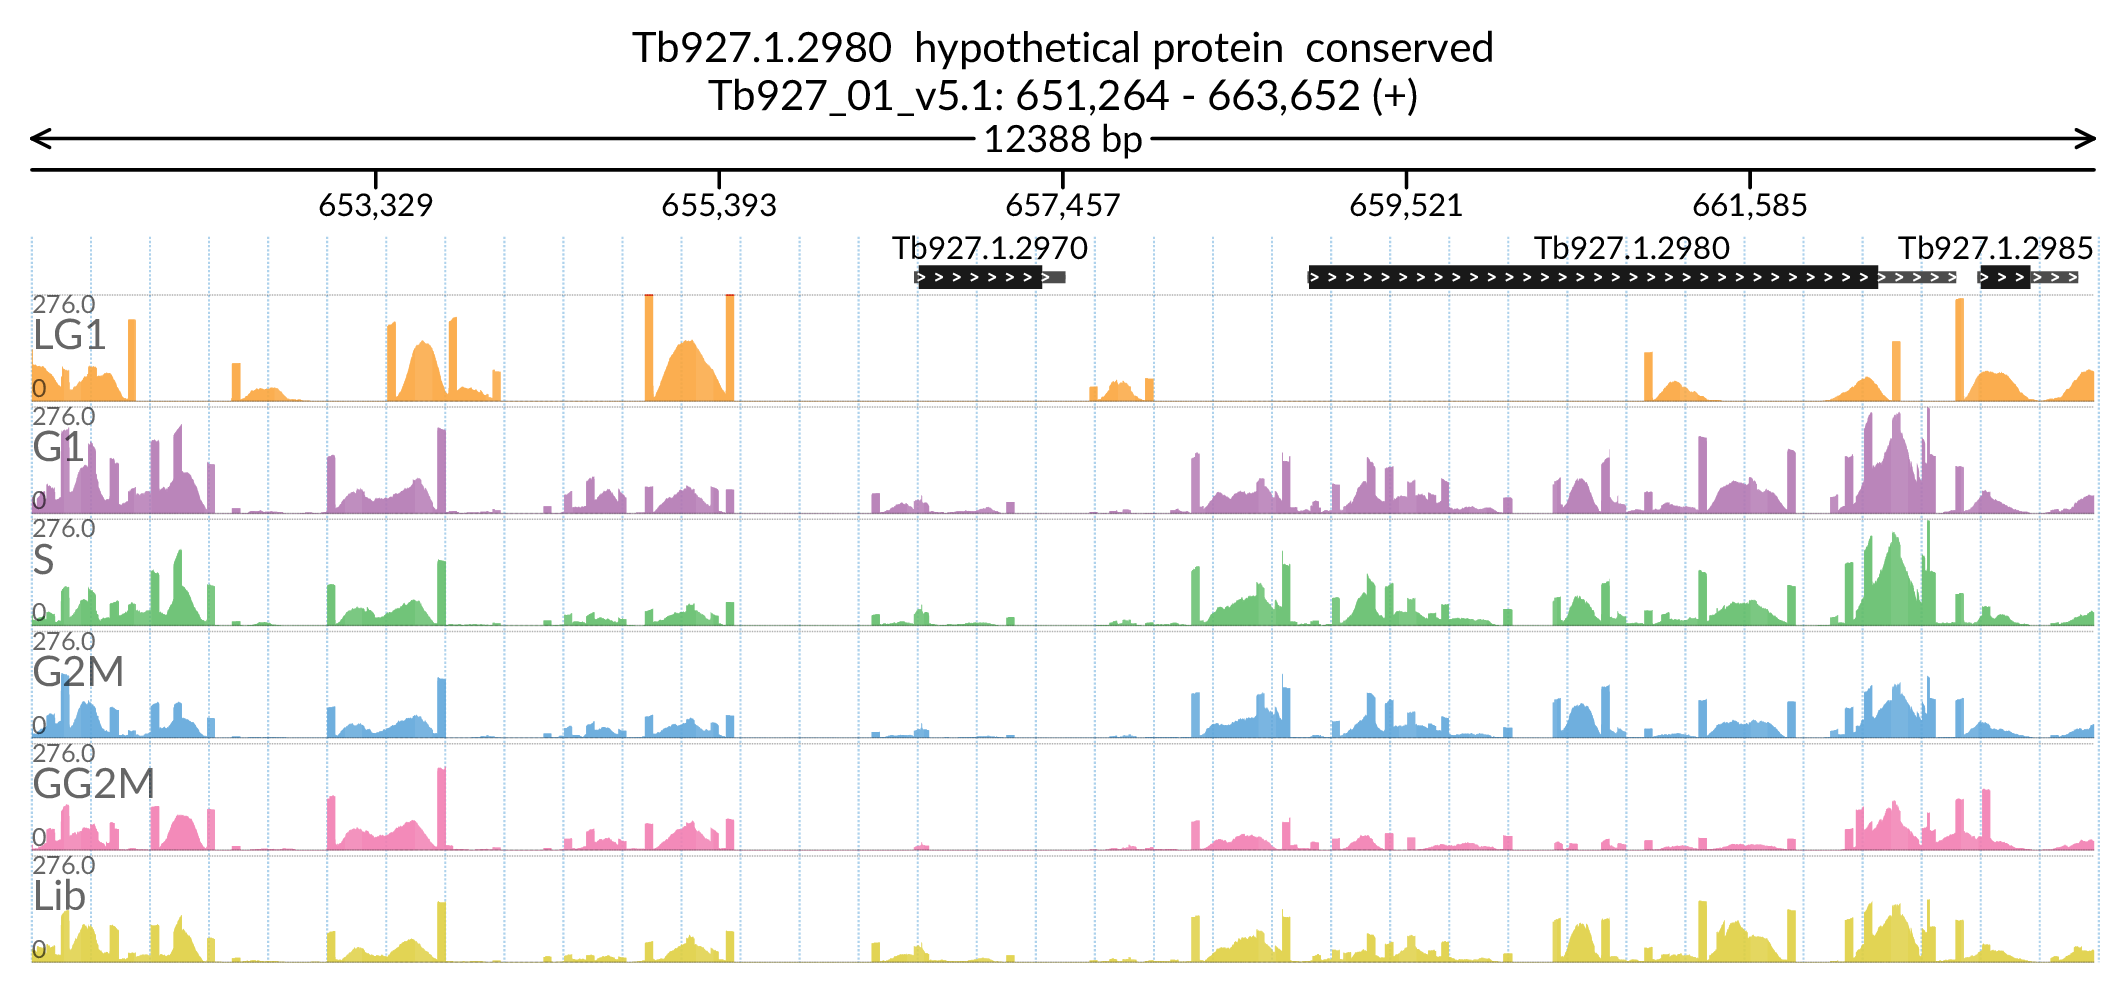 Tb927.1.2980 hypothetical protein conserved
Tb927_01_v5.1: 651,264 - 663,652 (+)
12388 bp
653,329 655,393 657,457 659,521 661,585
Tb927.1.2970 Tb927.1.2980 Tb927.1.2985
276.0
LG1
0
276.0
G1
0
276.0
S
0
276.0
G2M
0
276.0
GG2M
0
276.0
Lib
0